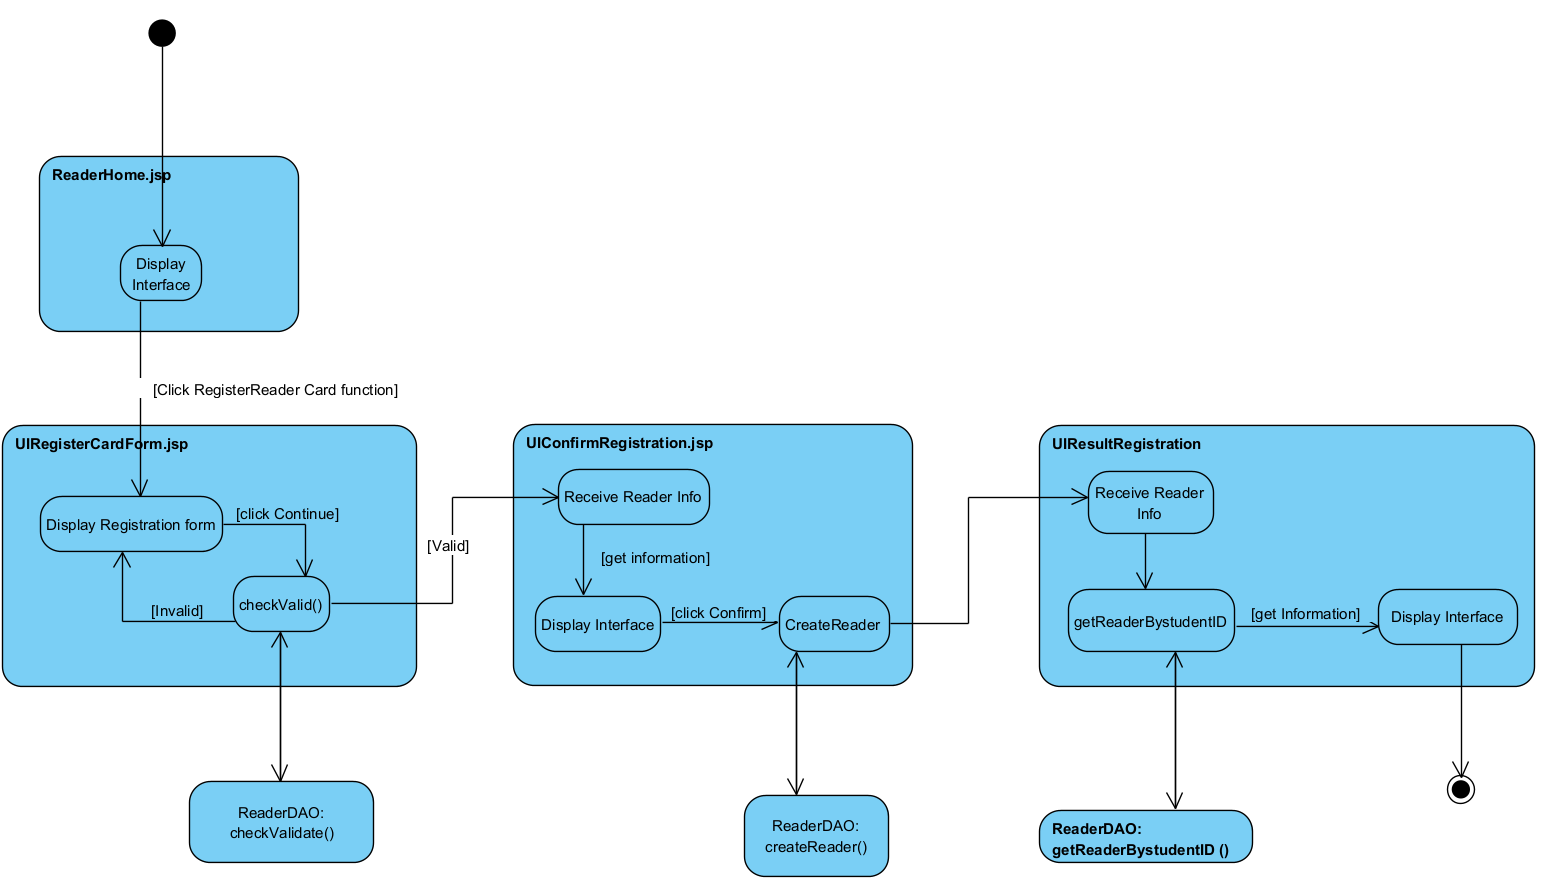 ReaderHome.jsp
Display
Interface
[Click RegisterReader Card function]
UIRegisterCardForm.jsp
Display Registration form
[click Continue]
checkValid()
[Invalid]
[Valid]
ReaderDAO:
checkValidate()
UIConfirmRegistration.jsp
Receive Reader Info
[get information]
Display Interface
[click Confirm]
CreateReader
ReaderDAO:
createReader()
UIResultRegistration
Receive Reader
Info
getReaderBystudentID
[get Information]
Display Interface
ReaderDAO:
getReaderBystudentID ()